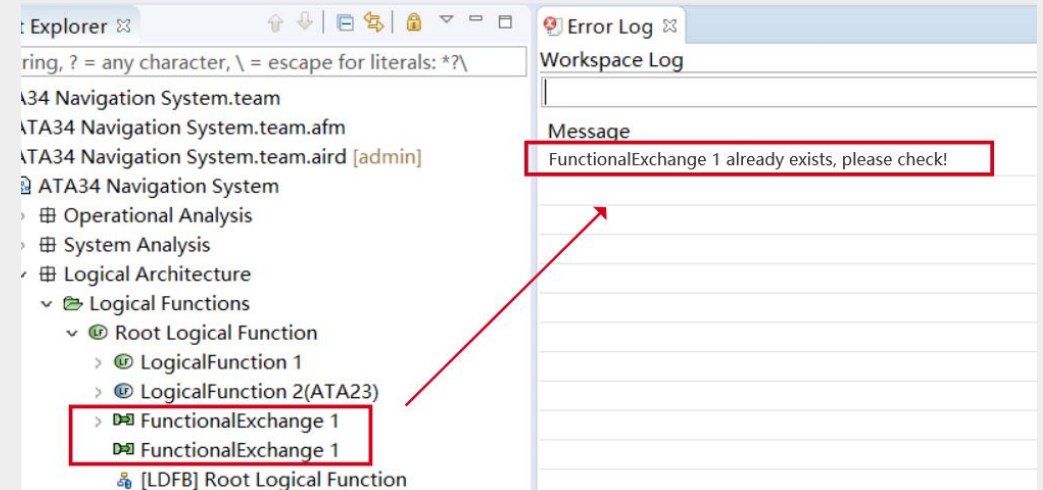 t Explorer
ring, ? = any character, \ = escape for literals: *?\
A34 Navigation System.team
ATA34 Navigation System.team.afm
ATA34 Navigation System.team.aird [admin]
ATA34 Navigation System
Operational Analysis
System Analysis
Logical Architecture
Logical Functions
Root Logical Function
LogicalFunction 1
LogicalFunction 2(ATA23)
FunctionalExchange 1
FunctionalExchange 1
[LDFB] Root Logical Function
Error Log
Workspace Log
Message
FunctionalExchange 1 already exists, please check!